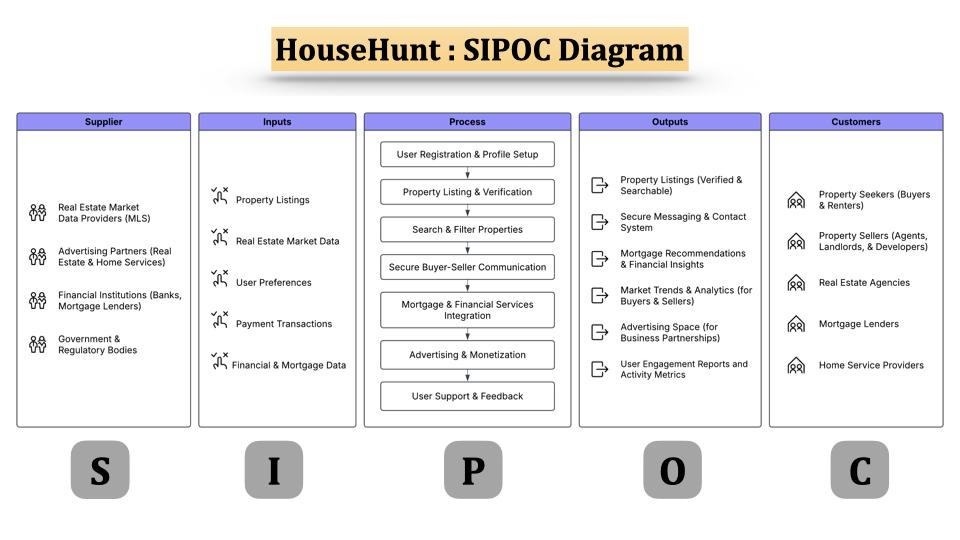 HouseHunt : SIPOC Diagram
Supplier
Real Estate Market
Data Providers (MLS)
Advertising Partners (Real
Estate & Home Services)
Financial Institutions (Banks,
Mortgage Lenders)
Government &
Regulatory Bodies
Inputs
Property Listings
Real Estate Market Data
User Preferences
Payment Transactions
Financial & Mortgage Data
Process
User Registration & Profile Setup
Property Listing & Verification
Search & Filter Properties
Secure Buyer-Seller Communication
Mortgage & Financial Services
Integration
Advertising & Monetization
User Support & Feedback
Outputs
Property Listings (Verified &
Searchable)
Secure Messaging & Contact
System
Mortgage Recommendations
& Financial Insights
Market Trends & Analytics (for
Buyers & Sellers)
Advertising Space (for
Business Partnerships)
User Engagement Reports and
Activity Metrics
Customers
Property Seekers (Buyers
& Renters)
Property Sellers (Agents,
Landlords, & Developers)
Real Estate Agencies
Mortgage Lenders
Home Service Providers
S
I
P
O
C